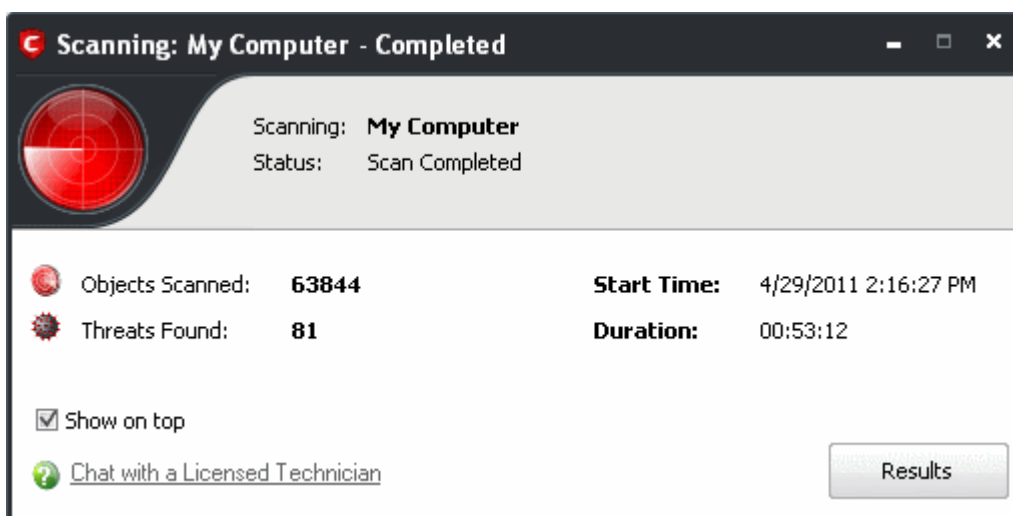 Scanning: My Computer - Completed
Scanning: My Computer
Status: Scan Completed
Objects Scanned: 63844 Start Time: 4/29/2011 2:16:27 PM
Threats Found: 81 Duration: 00:53:12
Show on top
Chat with a Licensed Technician
Results